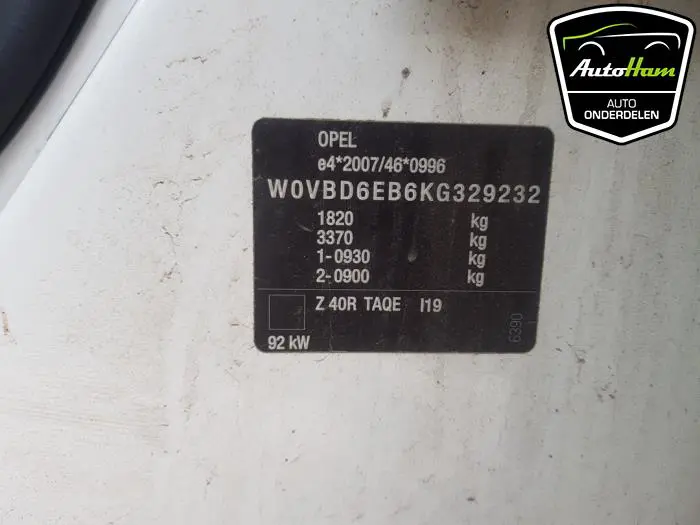 AutoHam
AUTO
ONDERDELEN
OPEL
e4*2007/46*0996
W0VBD6EB6KG329232
1820 kg
3370 kg
1-0930 kg
2-0900 kg
Z 40R TAQE I19
92 kW
6390